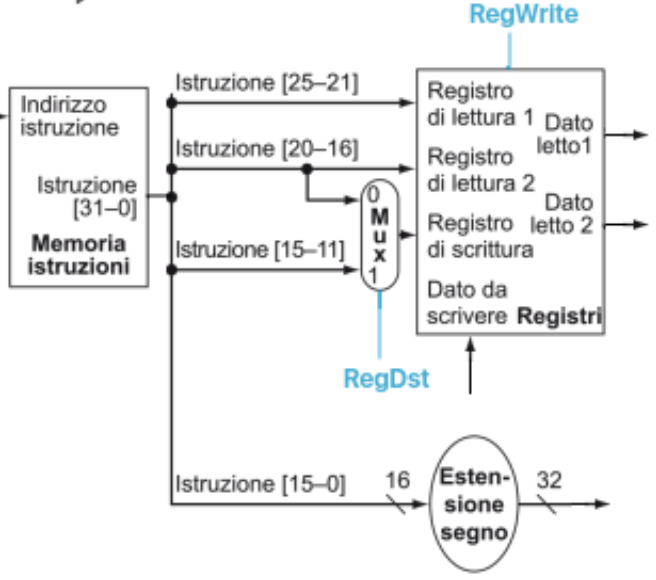 RegWrite
Indirizzo
istruzione
Istruzione
[31–0]
Memoria
istruzioni
Istruzione [25–21]
Istruzione [20–16]
Istruzione [15–11]
0
M
u
x
1
RegDst
Registro
di lettura 1
Registro
di lettura 2
Registro
di scrittura
Dato da
scrivere Registri
Dato
letto1
Dato
letto 2
Istruzione [15–0]
16
Esten-
sione
segno
32